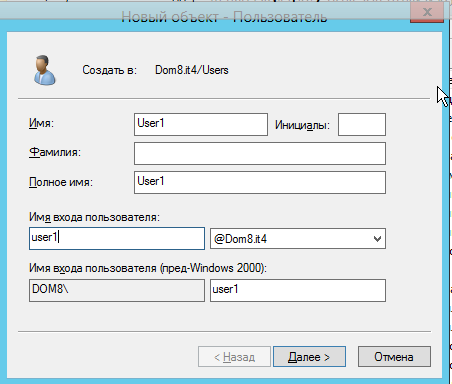 Новый объект - Пользователь
Создать в: Dom8.it4/Users
Имя: User1 Инициалы:
Фамилия:
Полное имя: User1
Имя входа пользователя:
user1 @Dom8.it4
Имя входа пользователя (пред-Windows 2000):
DOM8\ user1
< Назад Далее > Отмена